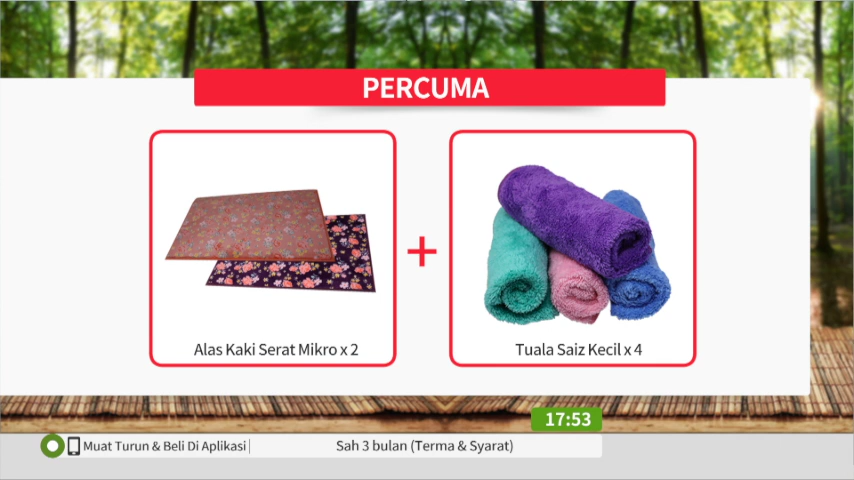 PERCUMA
Alas Kaki Serat Mikro x 2
+
Tuala Saiz Kecil x 4
17:53
Muat Turun & Beli Di Aplikasi
Sah 3 bulan (Terma & Syarat)